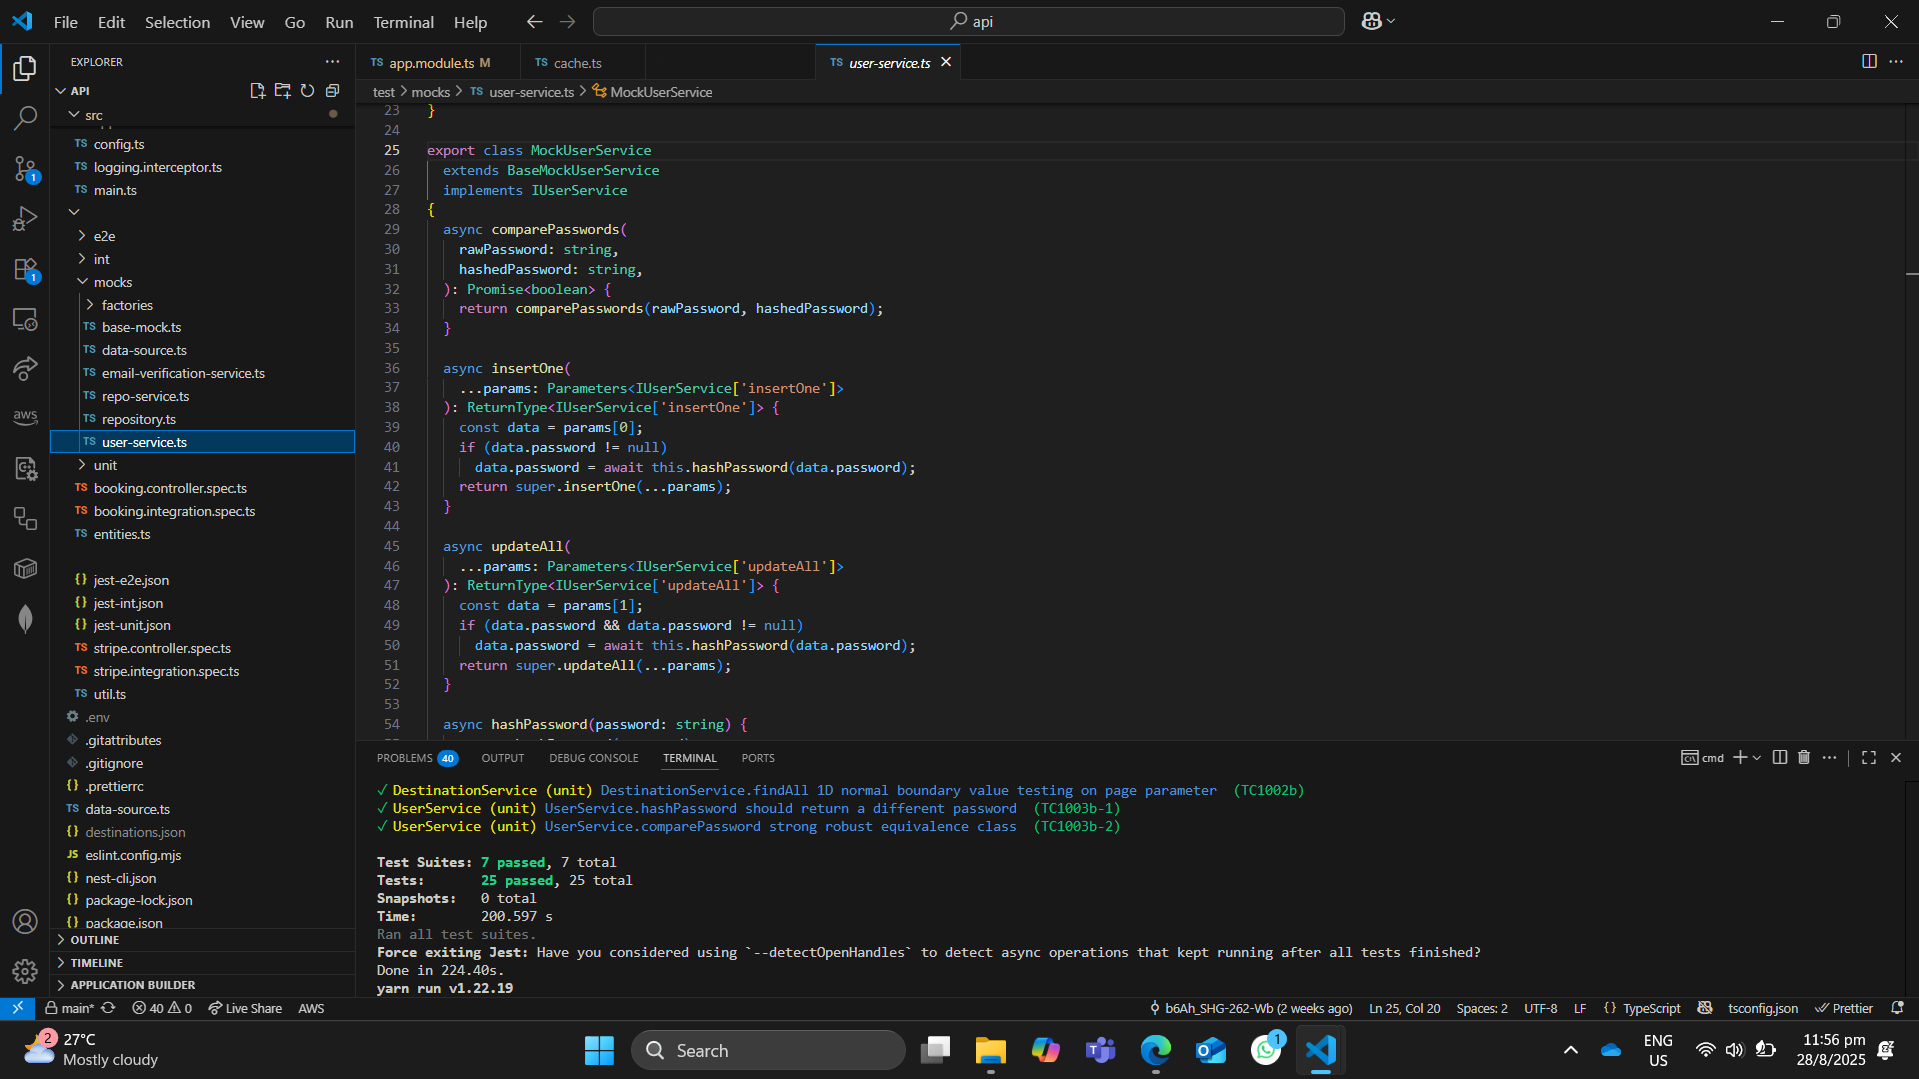 File Edit Selection View Go Run Terminal Help
api
EXPLORER
API
src
config.ts
logging.interceptor.ts
main.ts
e2e
int
mocks
factories
base-mock.ts
data-source.ts
email-verification-service.ts
repo-service.ts
repository.ts
user-service.ts
unit
booking.controller.spec.ts
booking.integration.spec.ts
entities.ts
jest-e2e.json
jest-int.json
jest-unit.json
stripe.controller.spec.ts
stripe.integration.spec.ts
util.ts
.env
.gitattributes
.gitignore
.prettierrc
data-source.ts
destinations.json
eslint.config.mjs
nest-cli.json
package-lock.json
package.json
OUTLINE
TIMELINE
APPLICATION BUILDER
app.module.ts M
cache.ts
user-service.ts
test > mocks > TS user-service.ts > MockUserService
23 }
24
25 export class MockUserService
26 extends BaseMockUserService
27 implements IUserService
28 {
29 async comparePasswords(
30 rawPassword: string,
31 hashedPassword: string,
32 ): Promise<boolean> {
33 return comparePasswords(rawPassword, hashedPassword);
34 }
35
36 async insertOne(
37 ...params: Parameters<IUserService['insertOne']>
38 ): ReturnType<IUserService['insertOne']> {
39 const data = params[0];
40 if (data.password != null)
41 data.password = await this.hashPassword(data.password);
42 return super.insertOne(...params);
43 }
44
45 async updateAll(
46 ...params: Parameters<IUserService['updateAll']>
47 ): ReturnType<IUserService['updateAll']> {
48 const data = params[1];
49 if (data.password && data.password != null)
50 data.password = await this.hashPassword(data.password);
51 return super.updateAll(...params);
52 }
53
54 async hashPassword(password: string) {
PROBLEMS 40 OUTPUT DEBUG CONSOLE TERMINAL PORTS
cmd
✓ DestinationService (unit) DestinationService.findAll 1D normal boundary value testing on page parameter (TC1002b)
✓ UserService (unit) UserService.hashPassword should return a different password (TC1003b-1)
✓ UserService (unit) UserService.comparePassword strong robust equivalence class (TC1003b-2)
Test Suites: 7 passed, 7 total
Tests: 25 passed, 25 total
Snapshots: 0 total
Time: 200.597 s
Ran all test suites.
Force exiting Jest: Have you considered using `--detectOpenHandles` to detect async operations that kept running after all tests finished?
Done in 224.40s.
yarn run v1.22.19
main* 40 0 Live Share AWS
b6Ah_SHG-262-Wb (2 weeks ago) Ln 25, Col 20 Spaces: 2 UTF-8 LF {} TypeScript tsconfig.json Prettier
2 27°C
Mostly cloudy
Search
1
ENG
US
11:56 pm
28/8/2025